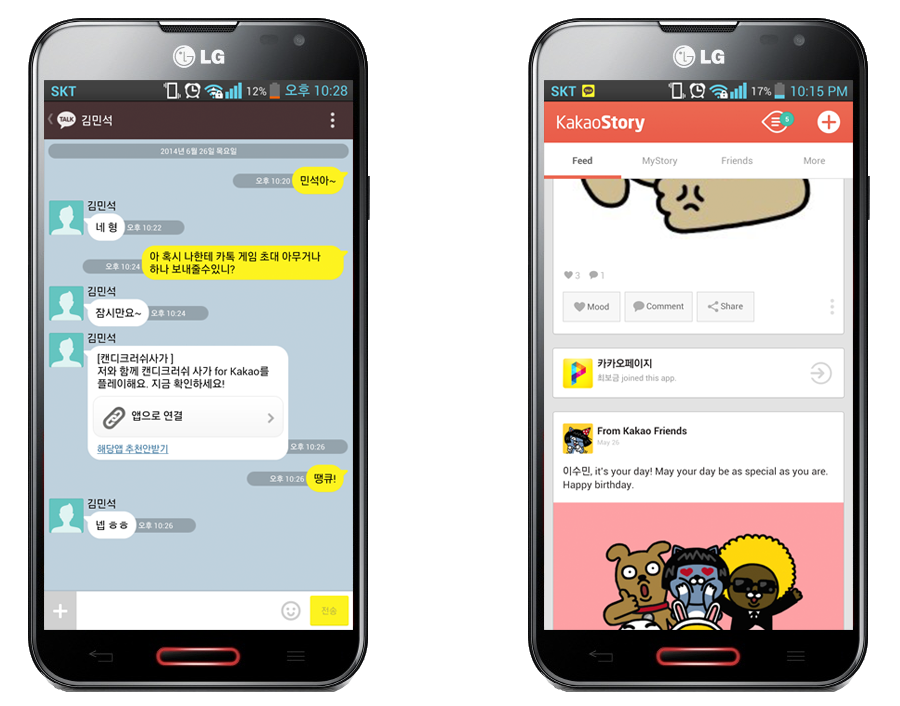 LG
SKT 12% 오후 10:28
TALK 김민석
2014년 6월 26일 목요일
오후 10:20 민석아~
김민석
네 형 오후 10:22
아 혹시 나한테 카톡 게임 초대 아무거나
오후 10:24 하나 보내줄수있니?
김민석
잠시만요~ 오후 10:24
김민석
[캔디크러쉬사가 ]
저와 함께 캔디크러쉬 사가 for Kakao를
플레이해요. 지금 확인하세요!
앱으로 연결
해당앱 추천안받기 오후 10:26
오후 10:26 땡큐!
김민석
넵 ㅎㅎ 오후 10:26
전송
LG
SKT 17% 10:15 PM
KakaoStory 5
Feed MyStory Friends More
3 1
Mood Comment Share
카카오페이지
최보금 joined this app.
From Kakao Friends
May 26
이수민, it's your day! May your day be as special as you are.
Happy birthday.